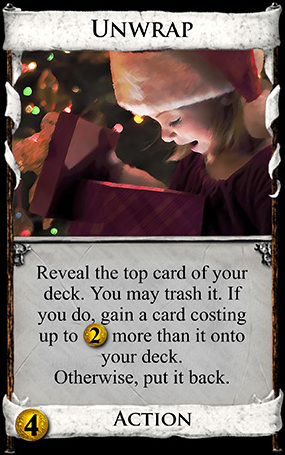 UNWRAP
Reveal the top card of your
deck. You may trash it. If
you do, gain a card costing
up to 2 more than it onto
your deck.
Otherwise, put it back.
4 ACTION